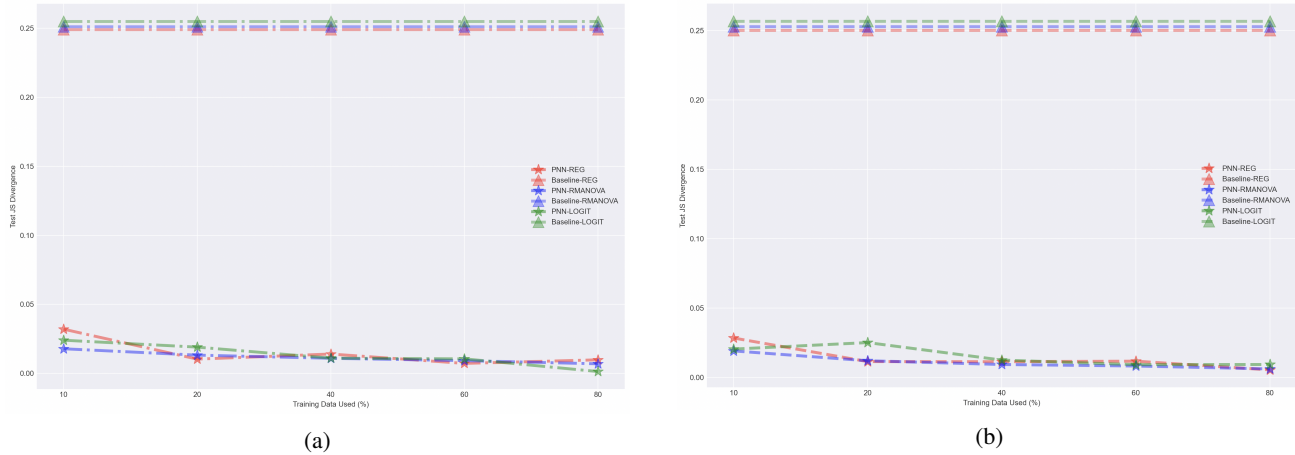 0.25
0.20
0.15
0.10
0.05
0.00
Test JS Divergence
10 20 40 60 80
Training Data Used (%)
PNN-REG
Baseline-REG
PNN-RMANOVA
Baseline-RMANOVA
PNN-LOGIT
Baseline-LOGIT
(a)
0.25
0.20
0.15
0.10
0.05
0.00
Test JS Divergence
10 20 40 60 80
Training Data Used (%)
PNN-REG
Baseline-REG
PNN-RMANOVA
Baseline-RMANOVA
PNN-LOGIT
Baseline-LOGIT
(b)